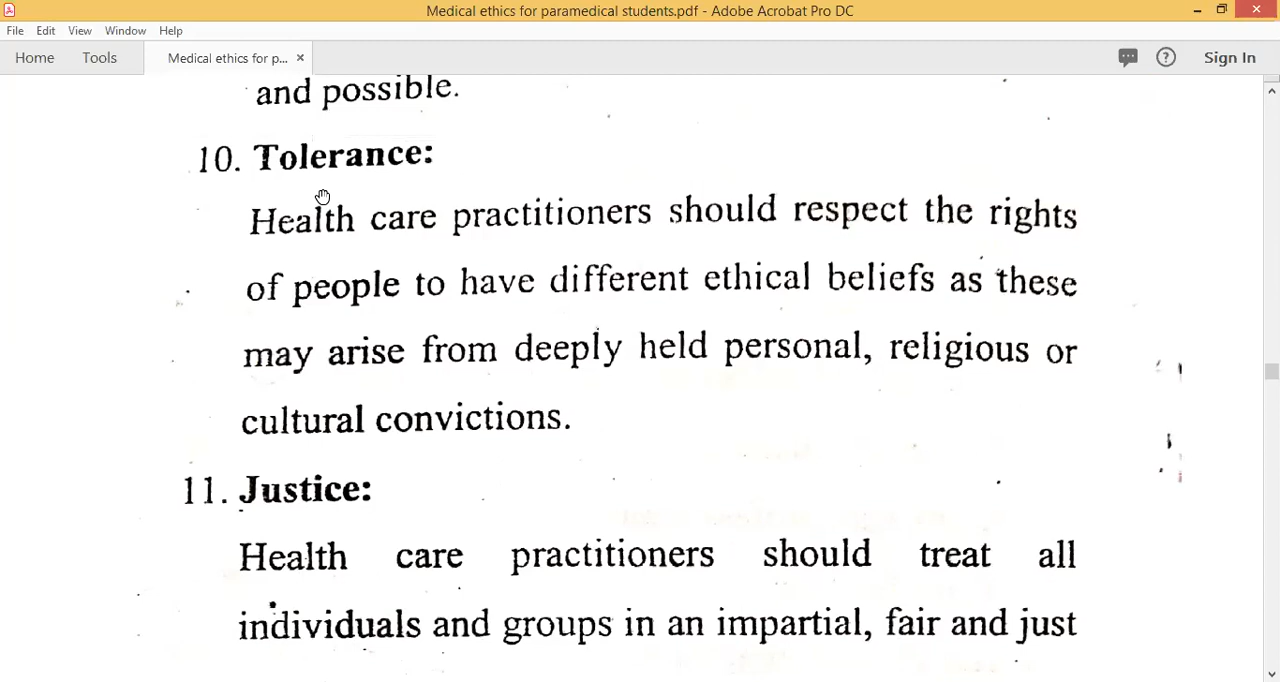 Medical ethics for paramedical students.pdf - Adobe Acrobat Pro DC
File Edit View Window Help
Home Tools Medical ethics for p... × Sign In
and possible.
10. Tolerance:
Health care practitioners should respect the rights
of people to have different ethical beliefs as these
may arise from deeply held personal, religious or
cultural convictions.
11. Justice:
Health care practitioners should treat all
individuals and groups in an impartial, fair and just